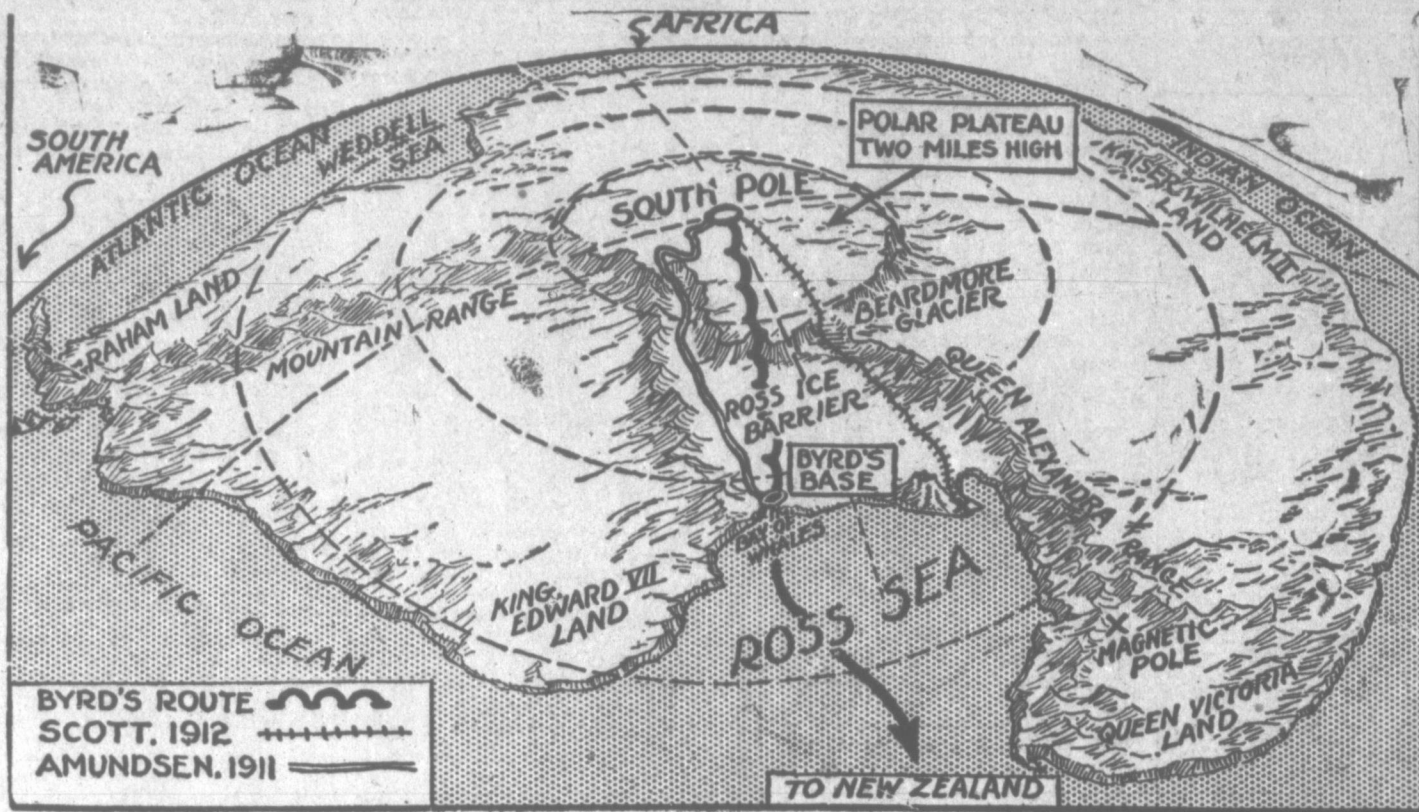 AFRICA
SOUTH
AMERICA
ATLANTIC OCEAN
WEDDELL
SEA
POLAR PLATEAU
TWO MILES HIGH
INDIAN OCEAN
KAISER WILHELM II
LAND
SOUTH POLE
GRAHAM LAND
MOUNTAIN RANGE
BEARDMORE
GLACIER
QUEEN ALEXANDRA RANGE
ROSS ICE
BARRIER
BYRD'S
BASE
BAY OF
WHALES
PACIFIC OCEAN
KING
EDWARD VII
LAND
ROSS SEA
MAGNETIC
POLE
QUEEN VICTORIA
LAND
BYRD'S ROUTE
SCOTT. 1912
AMUNDSEN. 1911
TO NEW ZEALAND